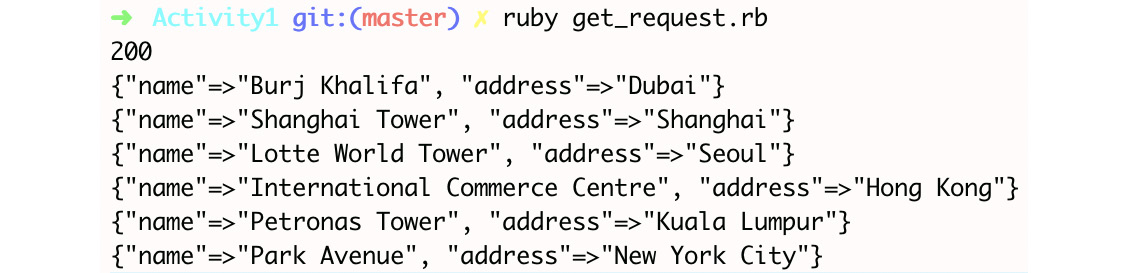 ➜ Activity1 git:(master) ✗ ruby get_request.rb
200
{"name"=>"Burj Khalifa", "address"=>"Dubai"}
{"name"=>"Shanghai Tower", "address"=>"Shanghai"}
{"name"=>"Lotte World Tower", "address"=>"Seoul"}
{"name"=>"International Commerce Centre", "address"=>"Hong Kong"}
{"name"=>"Petronas Tower", "address"=>"Kuala Lumpur"}
{"name"=>"Park Avenue", "address"=>"New York City"}